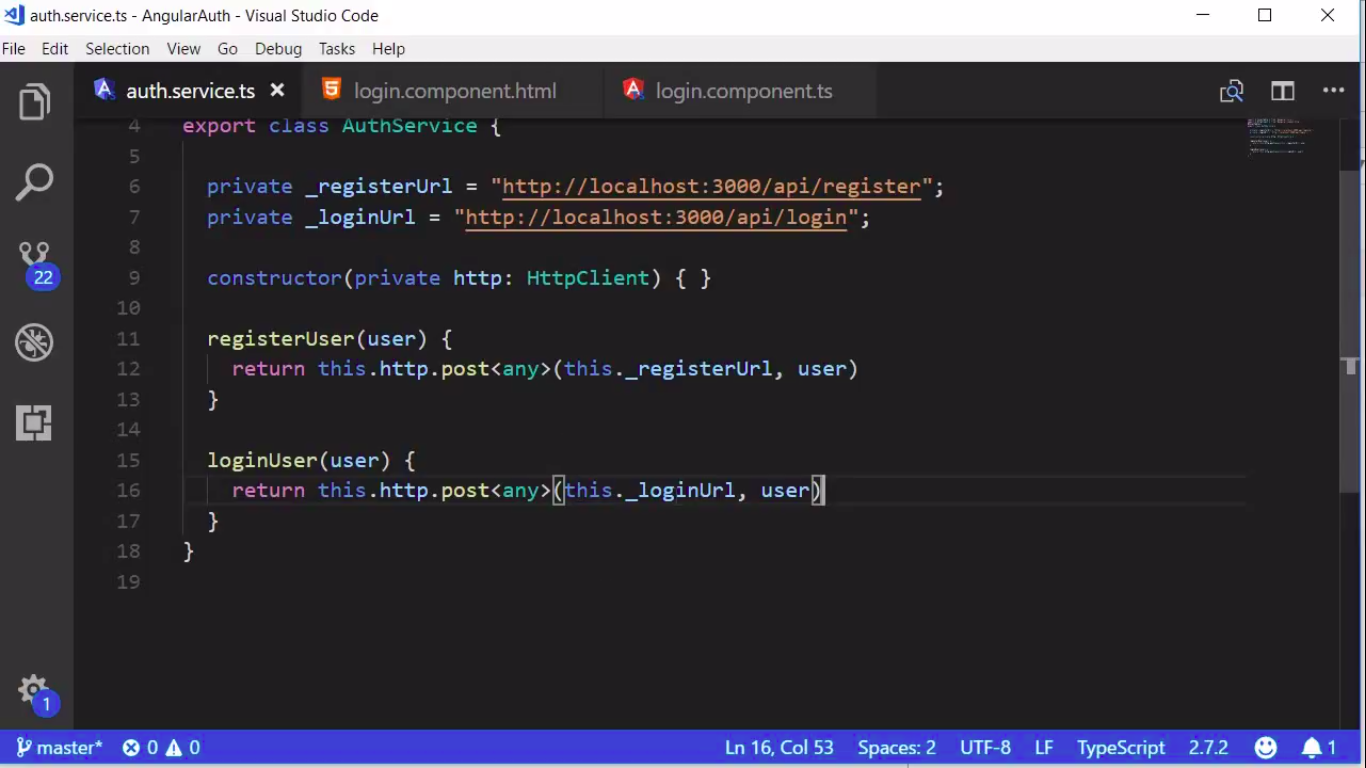 auth.service.ts - AngularAuth - Visual Studio Code
File Edit Selection View Go Debug Tasks Help
auth.service.ts login.component.html login.component.ts
4 export class AuthService {
5
6 private _registerUrl = "http://localhost:3000/api/register";
7 private _loginUrl = "http://localhost:3000/api/login";
8
9 constructor(private http: HttpClient) { }
10
11 registerUser(user) {
12 return this.http.post<any>(this._registerUrl, user)
13 }
14
15 loginUser(user) {
16 return this.http.post<any>(this._loginUrl, user)
17 }
18 }
19
22
1
master* 0 0 Ln 16, Col 53 Spaces: 2 UTF-8 LF TypeScript 2.7.2 1